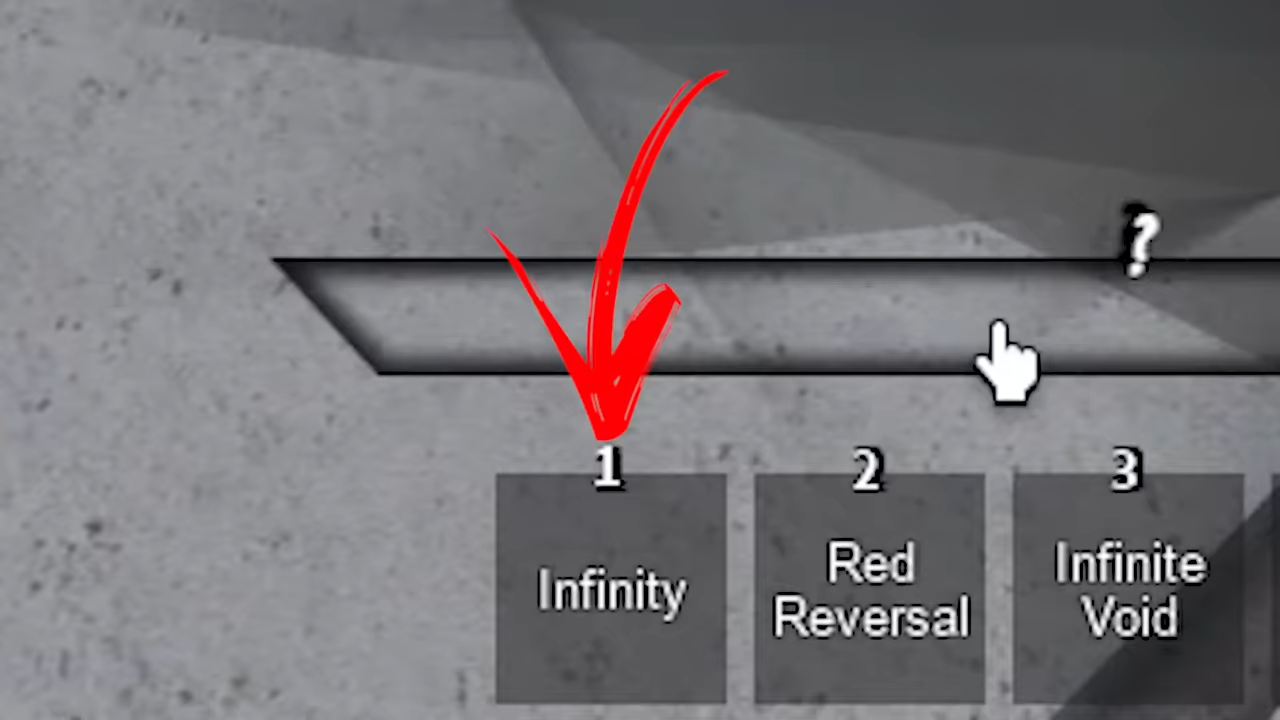 ?
1
2
3
Infinity
Red
Reversal
Infinite
Void